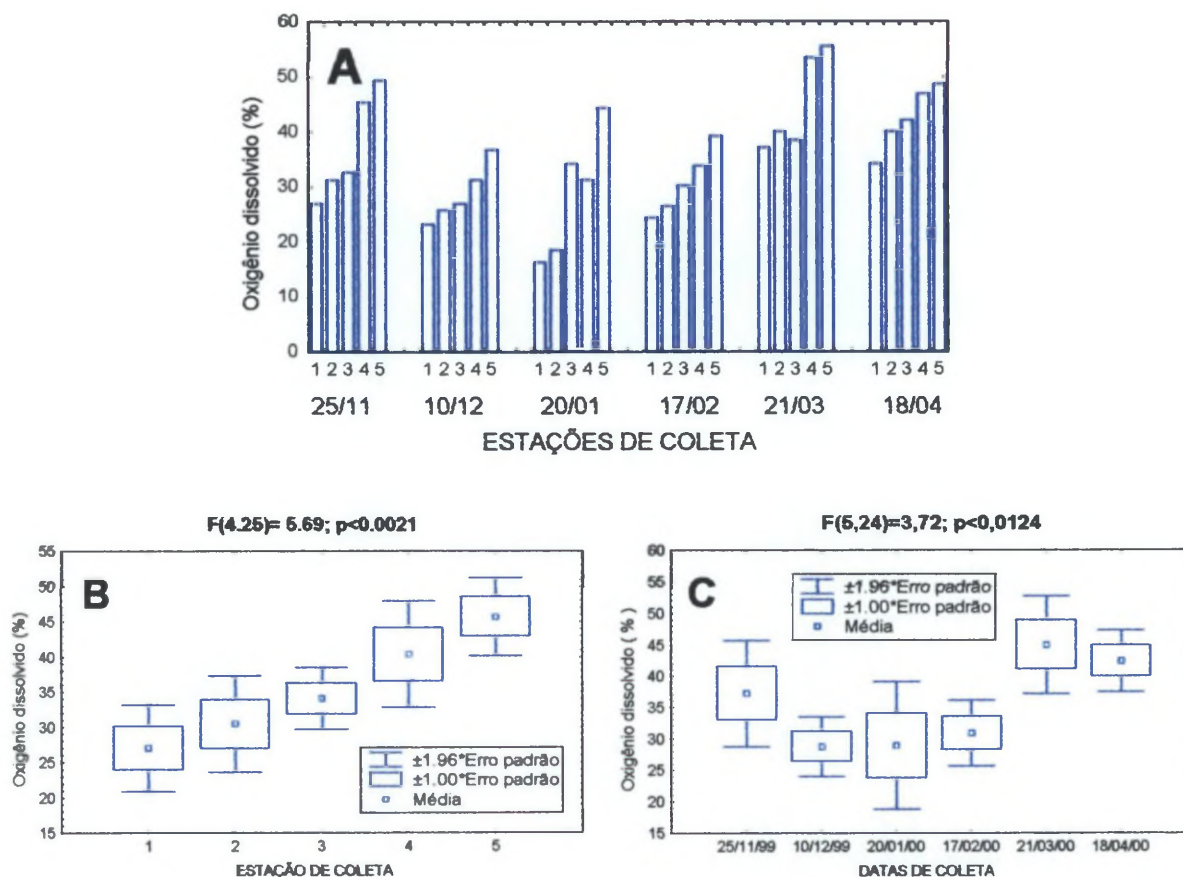 A
Oxigênio dissolvido (%)
60
50
40
30
20
10
0
1 2 3 4 5 1 2 3 4 5 1 2 3 4 5 1 2 3 4 5 1 2 3 4 5 1 2 3 4 5
25/11 10/12 20/01 17/02 21/03 18/04
ESTAÇÕES DE COLETA
F(4.25)= 5.69; p<0.0021
B
Oxigênio dissolvido (%)
55
50
45
40
35
30
25
20
15
±1.96*Erro padrão
±1.00*Erro padrão
Média
1 2 3 4 5
ESTAÇÃO DE COLETA
F(5,24)=3,72; p<0,0124
C
Oxigênio dissolvido ( % )
60
55
50
45
40
35
30
25
20
15
±1.96*Erro padrão
±1.00*Erro padrão
Média
25/11/99 10/12/99 20/01/00 17/02/00 21/03/00 18/04/00
DATAS DE COLETA